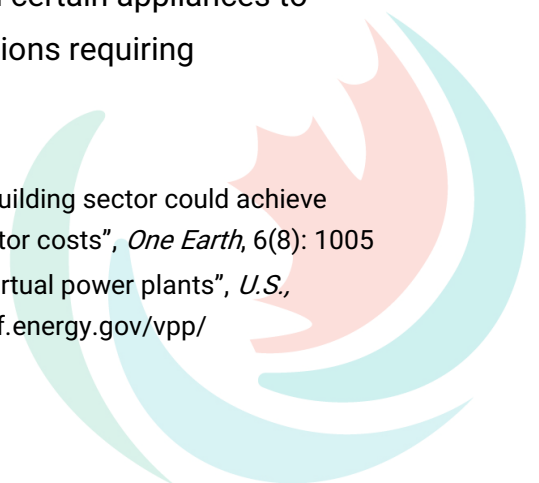 certain appliances to
ions requiring
uilding sector could achieve
tor costs”, One Earth, 6(8): 1005
rtual power plants”, U.S.,
f.energy.gov/vpp/